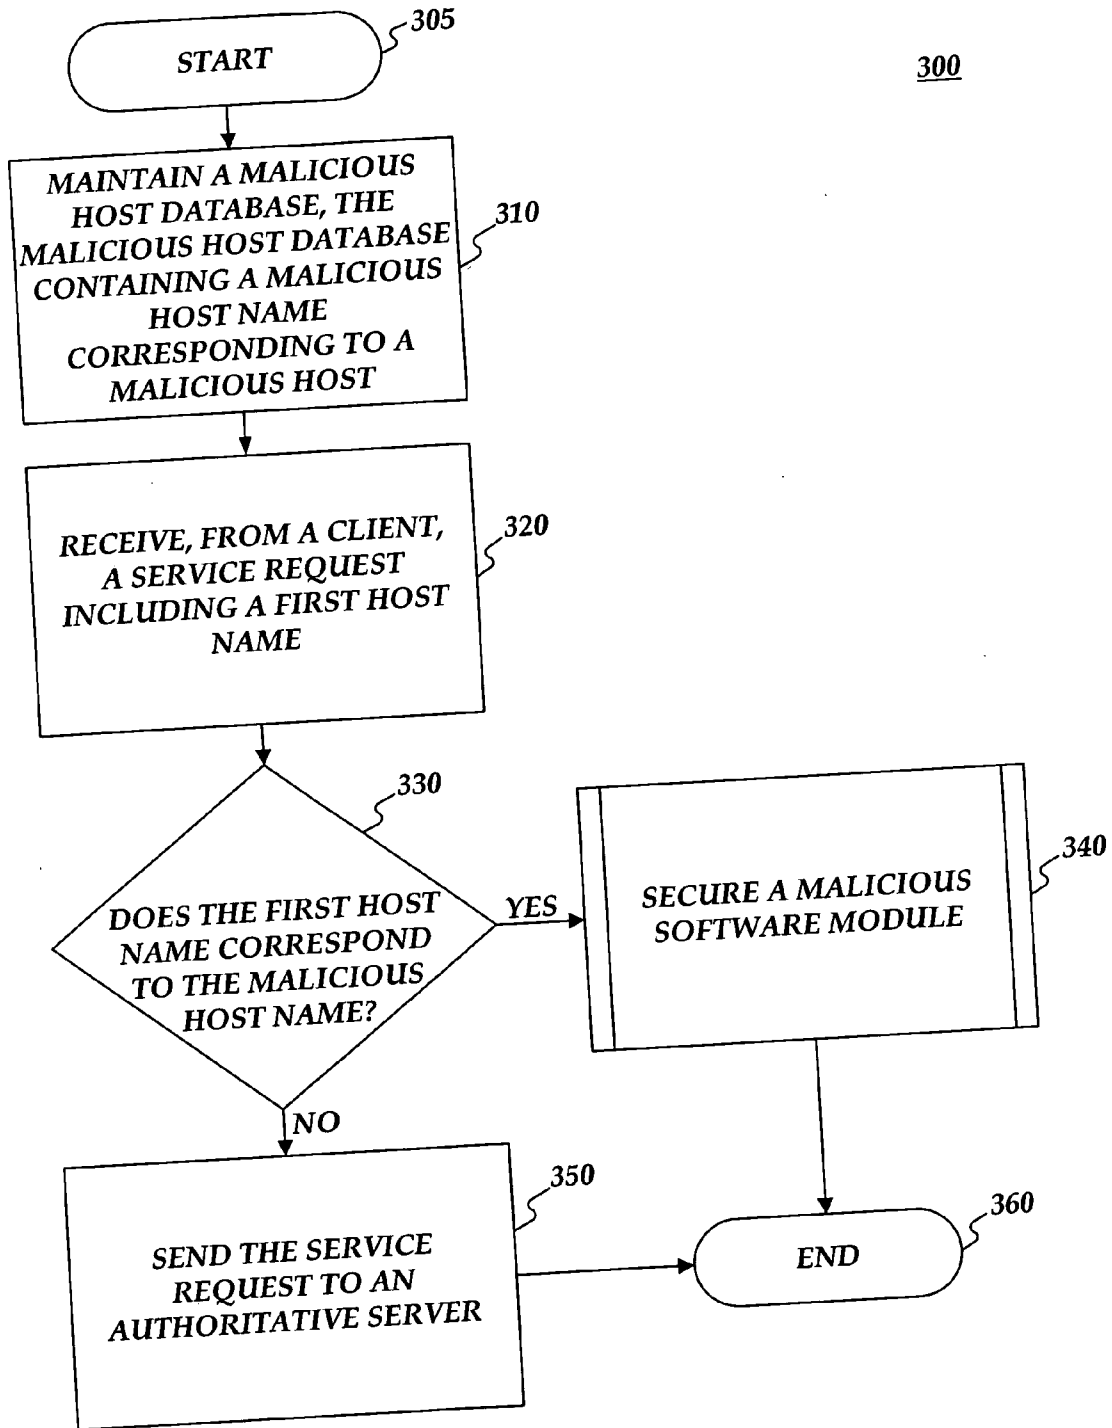 START
305
300
MAINTAIN A MALICIOUS
HOST DATABASE, THE
MALICIOUS HOST DATABASE
CONTAINING A MALICIOUS
HOST NAME
CORRESPONDING TO A
MALICIOUS HOST
310
RECEIVE, FROM A CLIENT,
A SERVICE REQUEST
INCLUDING A FIRST HOST
NAME
320
330
DOES THE FIRST HOST
NAME CORRESPOND
TO THE MALICIOUS
HOST NAME?
YES
SECURE A MALICIOUS
SOFTWARE MODULE
340
NO
SEND THE SERVICE
REQUEST TO AN
AUTHORITATIVE SERVER
350
END
360